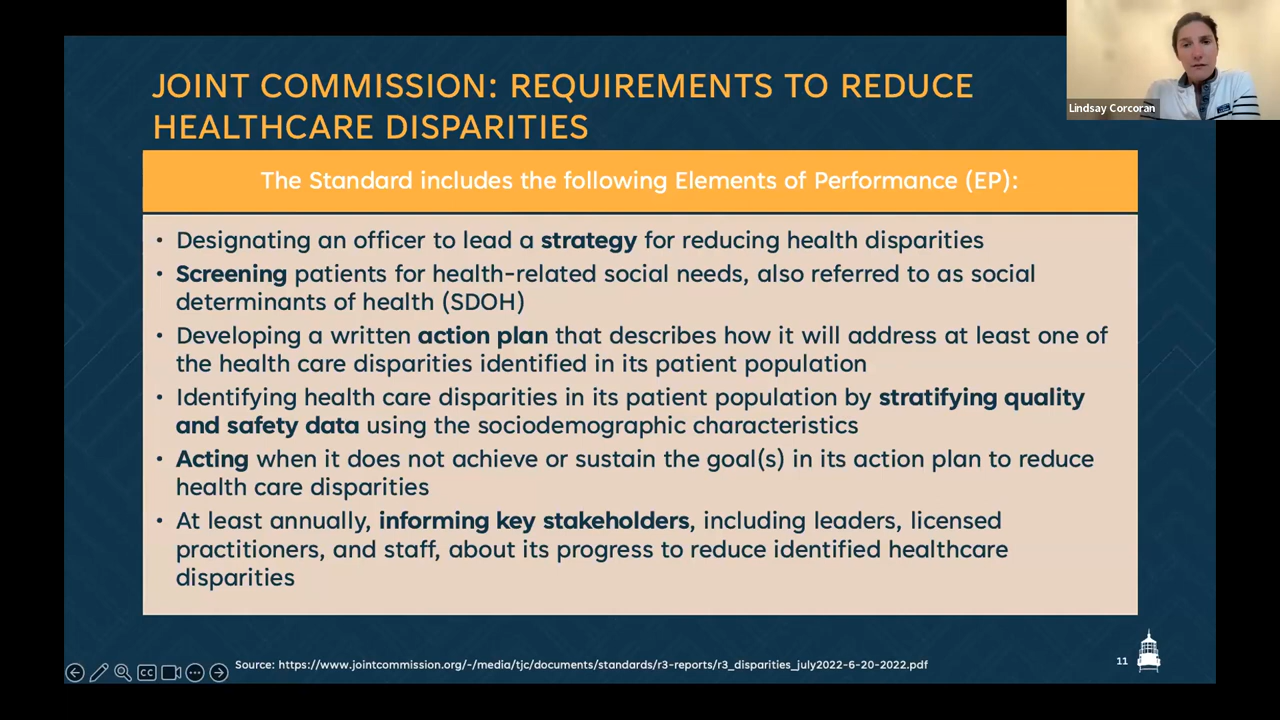 JOINT COMMISSION: REQUIREMENTS TO REDUCE
HEALTHCARE DISPARITIES
Lindsay Corcoran
The Standard includes the following Elements of Performance (EP):
• Designating an officer to lead a strategy for reducing health disparities
• Screening patients for health-related social needs, also referred to as social
determinants of health (SDOH)
• Developing a written action plan that describes how it will address at least one of
the health care disparities identified in its patient population
• Identifying health care disparities in its patient population by stratifying quality
and safety data using the sociodemographic characteristics
• Acting when it does not achieve or sustain the goal(s) in its action plan to reduce
health care disparities
• At least annually, informing key stakeholders, including leaders, licensed
practitioners, and staff, about its progress to reduce identified healthcare
disparities
CC
Source: https://www.jointcommission.org/-/media/tjc/documents/standards/r3-reports/r3_disparities_july2022-6-20-2022.pdf
11